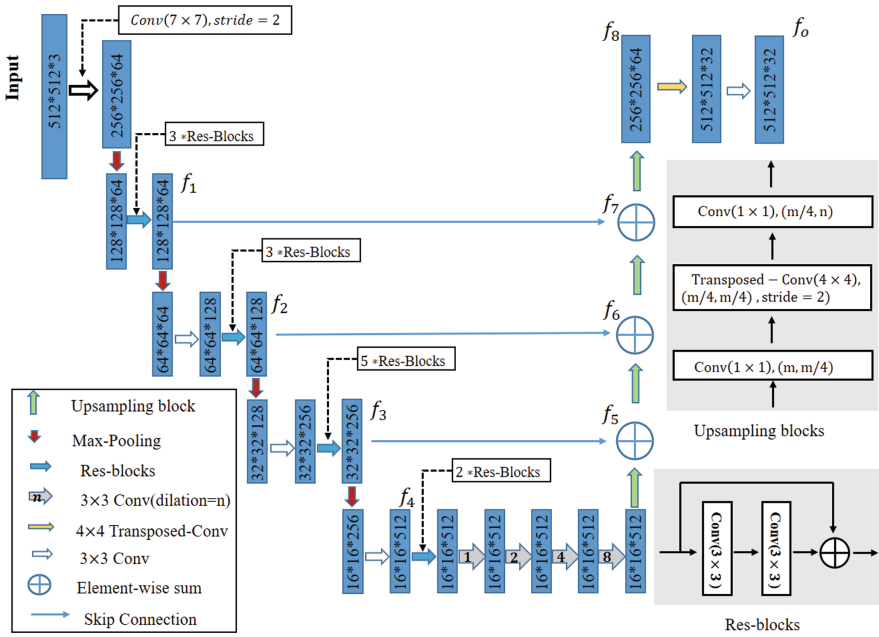 Input
512*512*3
Conv(7 × 7), stride = 2
256*256*64
3 *Res-Blocks
128*128*64
128*128*64
f1
3 *Res-Blocks
64*64*64
64*64*128
64*64*128
f2
5 *Res-Blocks
32*32*128
32*32*256
32*32*256
f3
2 *Res-Blocks
16*16*256
16*16*512
f4
16*16*512
1
16*16*512
2
16*16*512
4
16*16*512
8
16*16*512
f5
f6
f7
f8
256*256*64
512*512*32
512*512*32
fo
Conv(1 × 1), (m/4, n)
Transposed − Conv(4 × 4),
(m/4, m/4) , stride = 2)
Conv(1 × 1), (m, m/4)
Upsampling blocks
Conv(3 × 3)
Conv(3 × 3)
Res-blocks
Upsampling block
Max-Pooling
Res-blocks
n
3×3 Conv(dilation=n)
4×4 Transposed-Conv
3×3 Conv
Element-wise sum
Skip Connection